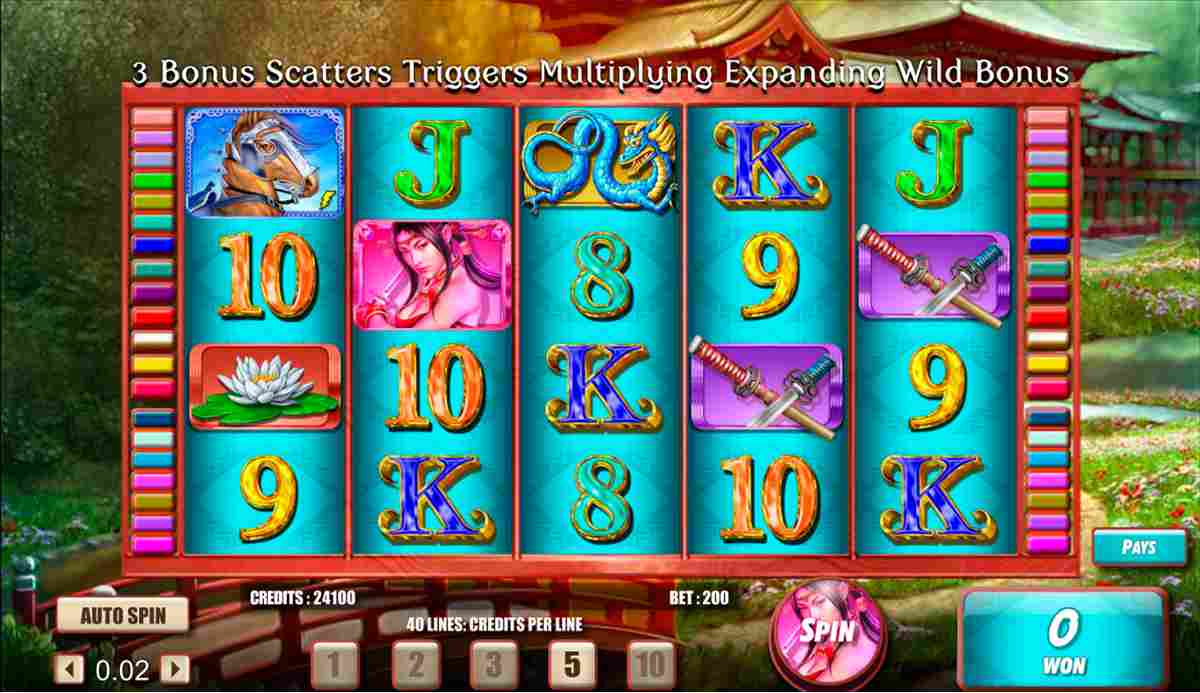 3 Bonus Scatters Triggers Multiplying Expanding Wild Bonus
J K J
10 8 9
10 K 9
9 K 8 10 K
PAYS
AUTO SPIN
CREDITS : 24100
BET : 200
40 LINES: CREDITS PER LINE
SPIN
0
WON
0.02
1 2 3 5 10